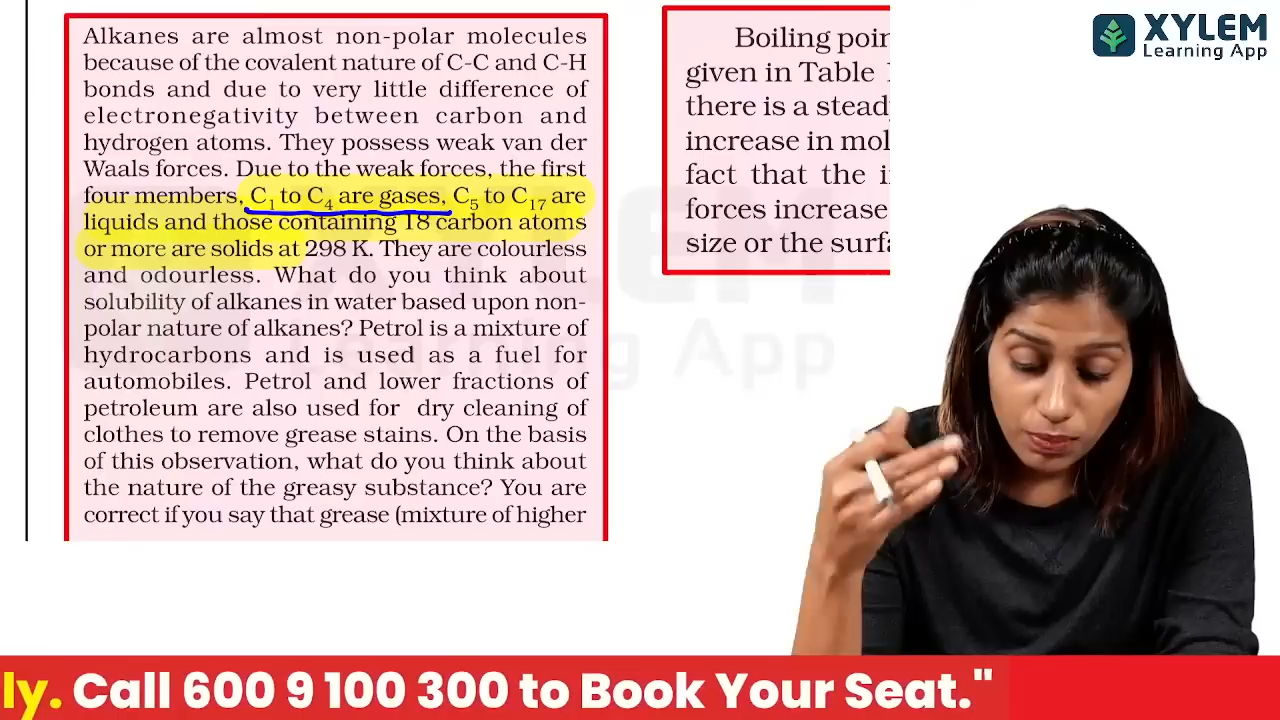 Alkanes are almost non-polar molecules
because of the covalent nature of C-C and C-H
bonds and due to very little difference of
electronegativity between carbon and
hydrogen atoms. They possess weak van der
Waals forces. Due to the weak forces, the first
four members, C₁ to C₄ are gases, C₅ to C₁₇ are
liquids and those containing 18 carbon atoms
or more are solids at 298 K. They are colourless
and odourless. What do you think about
solubility of alkanes in water based upon non-
polar nature of alkanes? Petrol is a mixture of
hydrocarbons and is used as a fuel for
automobiles. Petrol and lower fractions of
petroleum are also used for dry cleaning of
clothes to remove grease stains. On the basis
of this observation, what do you think about
the nature of the greasy substance? You are
correct if you say that grease (mixture of higher
Boiling poin
given in Table 1
there is a stead
increase in mol
fact that the i
forces increase
size or the surfa
XYLEM
Learning App
XYLEM
Learning App
ly. Call 600 9 100 300 to Book Your Seat."